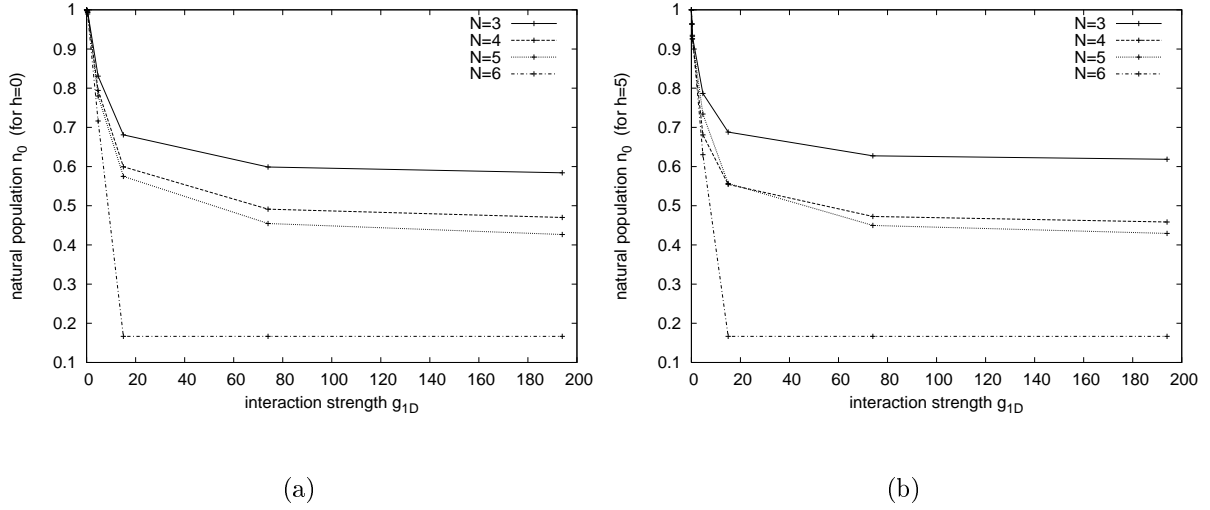 natural population n0 (for h=0)
1
0.9
0.8
0.7
0.6
0.5
0.4
0.3
0.2
0.1
0 20 40 60 80 100 120 140 160 180 200
interaction strength g1D
N=3
N=4
N=5
N=6
(a)
natural population n0 (for h=5)
1
0.9
0.8
0.7
0.6
0.5
0.4
0.3
0.2
0.1
0 20 40 60 80 100 120 140 160 180 200
interaction strength g1D
N=3
N=4
N=5
N=6
(b)